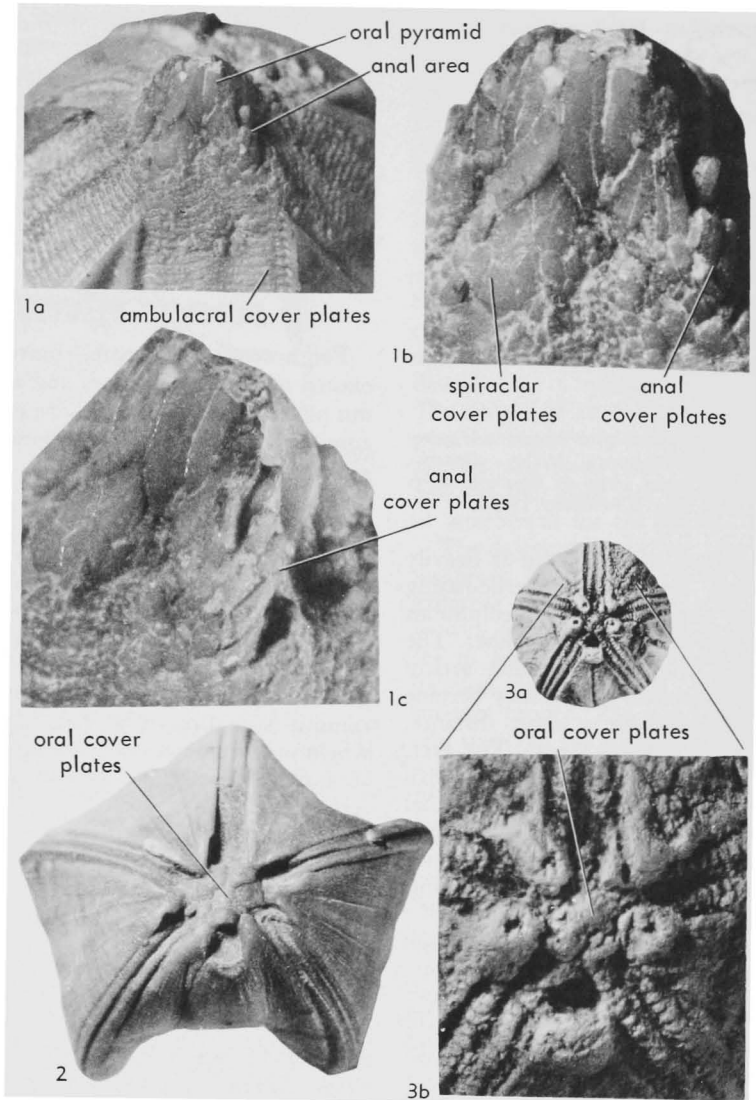 oral pyramid
anal area
1a
ambulacral cover plates
1b
spiraclar
cover plates
anal
cover plates
anal
cover plates
1c
3a
oral cover
plates
oral cover plates
2
3b